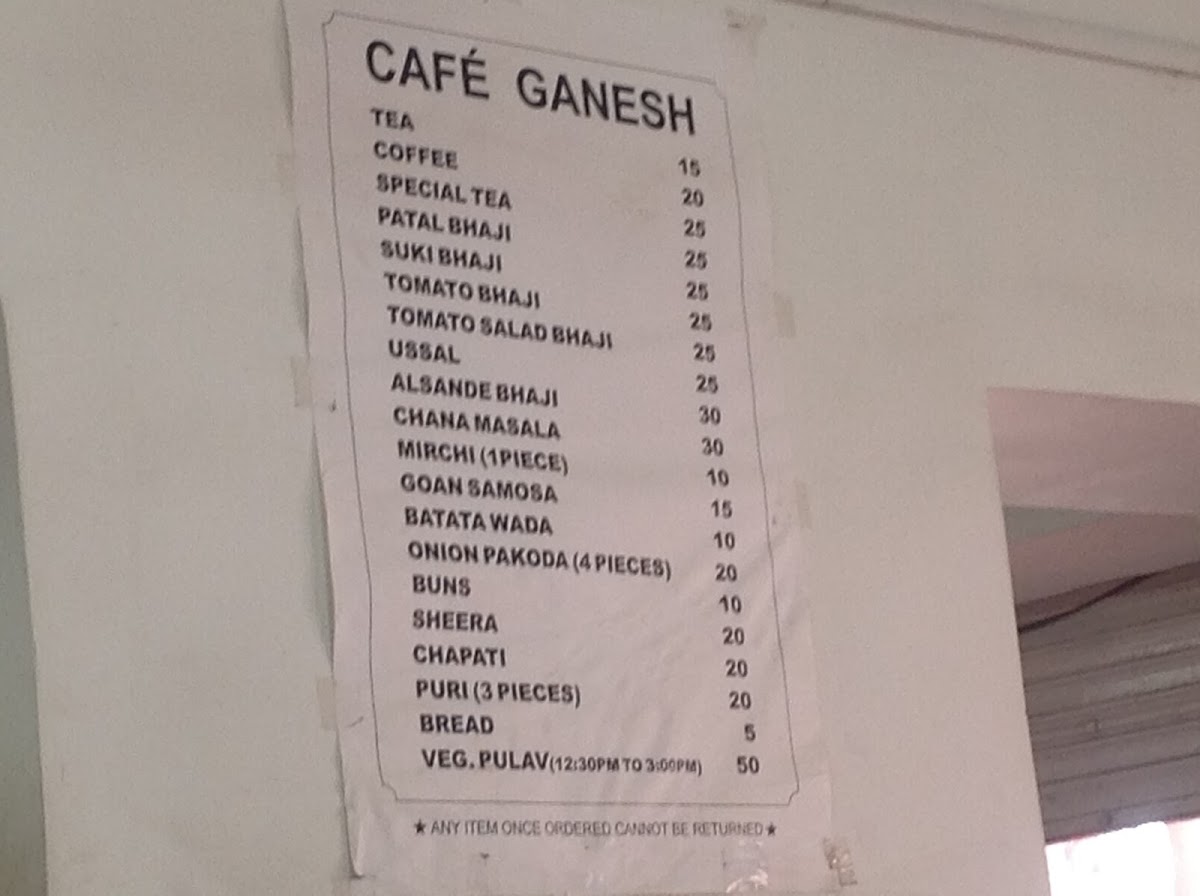 CAFÉ GANESH
TEA 15
COFFEE 20
SPECIAL TEA 25
PATAL BHAJI 25
SUKI BHAJI 25
TOMATO BHAJI 25
TOMATO SALAD BHAJI 25
USSAL 25
ALSANDE BHAJI 30
CHANA MASALA 30
MIRCHI (1PIECE) 10
GOAN SAMOSA 15
BATATA WADA 10
ONION PAKODA (4 PIECES) 20
BUNS 10
SHEERA 20
CHAPATI 20
PURI (3 PIECES) 20
BREAD 5
VEG. PULAV (12:30PM TO 3:00PM) 50
★ ANY ITEM ONCE ORDERED CANNOT BE RETURNED ★